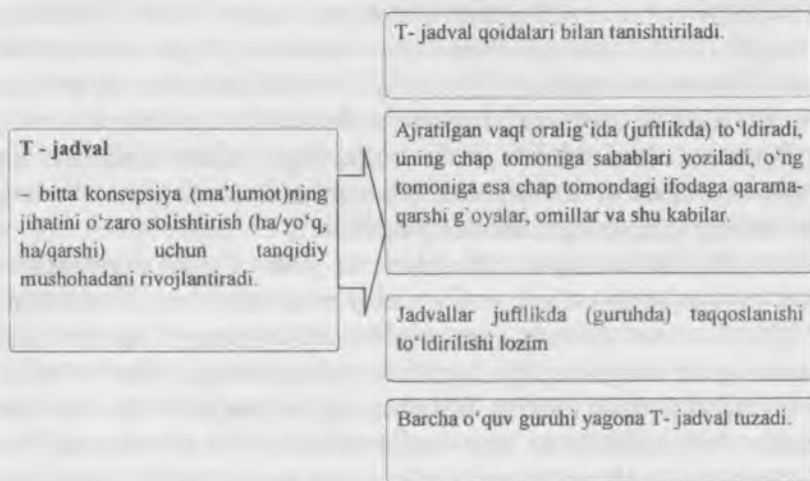 T - jadval
– bitta konsepsiya (ma'lumot)ning
jihatini o'zaro solishtirish (ha/yo'q,
ha/qarshi) uchun tanqidiy
mushohadani rivojlantiradi.
T- jadval qoidalari bilan tanishtiriladi.
Ajratilgan vaqt oralig'ida (juftlikda) to'ldiradi,
uning chap tomoniga sabablari yoziladi, o'ng
tomoniga esa chap tomondagi ifodaga qarama-
qarshi g`oyalar, omillar va shu kabilar.
Jadvallar juftlikda (guruhda) taqqoslanishi
to'ldirilishi lozim
Barcha o'quv guruhi yagona T- jadval tuzadi.